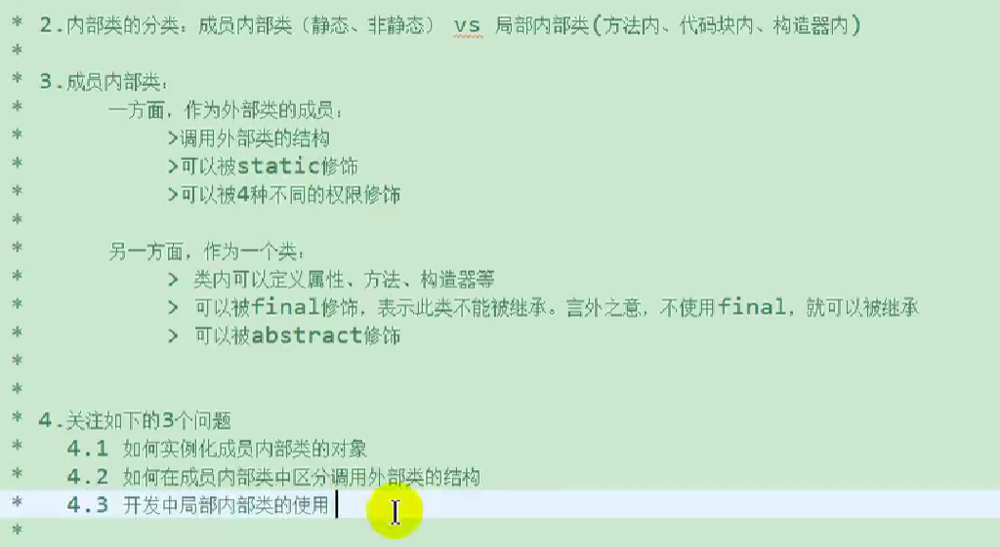 * 2.内部类的分类：成员内部类（静态、非静态） vs 局部内部类(方法内、代码块内、构造器内)
*
* 3.成员内部类：
* 一方面，作为外部类的成员：
* >调用外部类的结构
* >可以被static修饰
* >可以被4种不同的权限修饰
*
* 另一方面，作为一个类：
* > 类内可以定义属性、方法、构造器等
* > 可以被final修饰，表示此类不能被继承。言外之意，不使用final，就可以被继承
* > 可以被abstract修饰
*
*
* 4.关注如下的3个问题
* 4.1 如何实例化成员内部类的对象
* 4.2 如何在成员内部类中区分调用外部类的结构
* 4.3 开发中局部内部类的使用
*